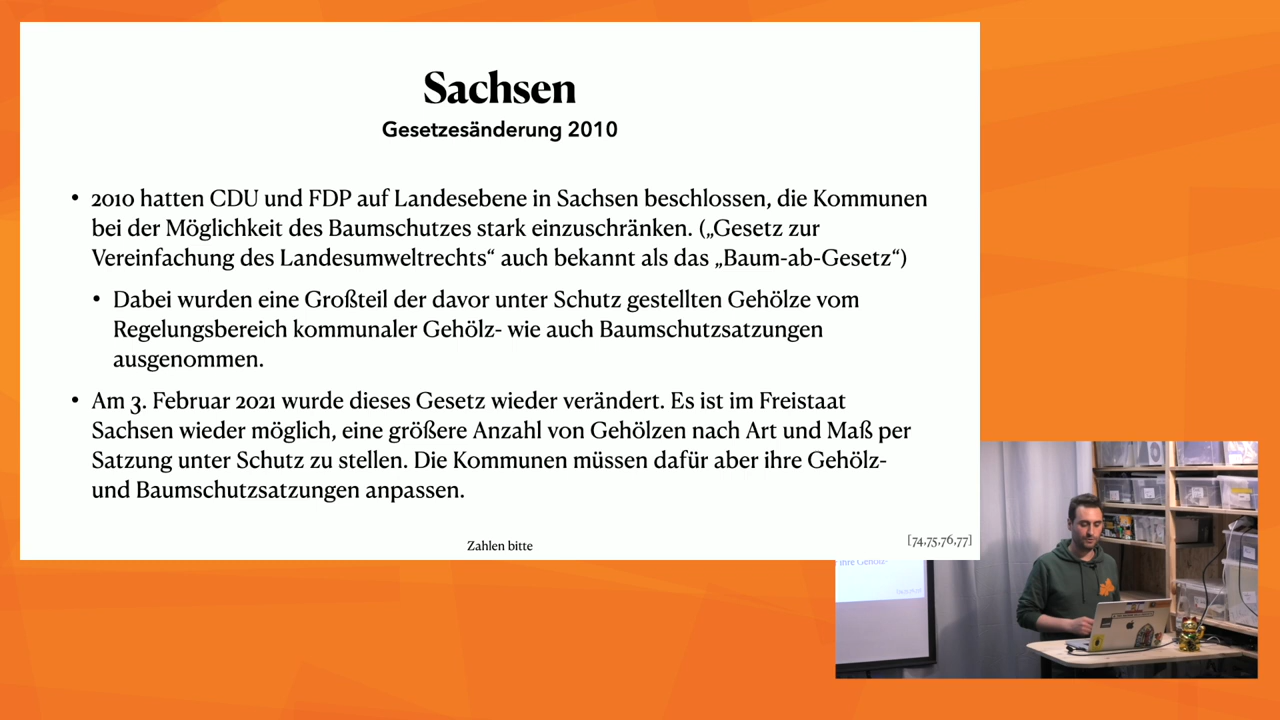 Sachsen
Gesetzesänderung 2010
• 2010 hatten CDU und FDP auf Landesebene in Sachsen beschlossen, die Kommunen
bei der Möglichkeit des Baumschutzes stark einzuschränken. („Gesetz zur
Vereinfachung des Landesumweltrechts“ auch bekannt als das „Baum-ab-Gesetz“)
• Dabei wurden eine Großteil der davor unter Schutz gestellten Gehölze vom
Regelungsbereich kommunaler Gehölz- wie auch Baumschutzsatzungen
ausgenommen.
• Am 3. Februar 2021 wurde dieses Gesetz wieder verändert. Es ist im Freistaat
Sachsen wieder möglich, eine größere Anzahl von Gehölzen nach Art und Maß per
Satzung unter Schutz zu stellen. Die Kommunen müssen dafür aber ihre Gehölz-
und Baumschutzsatzungen anpassen.
Zahlen bitte
[74,75,76,77]
ihre Gehölz-